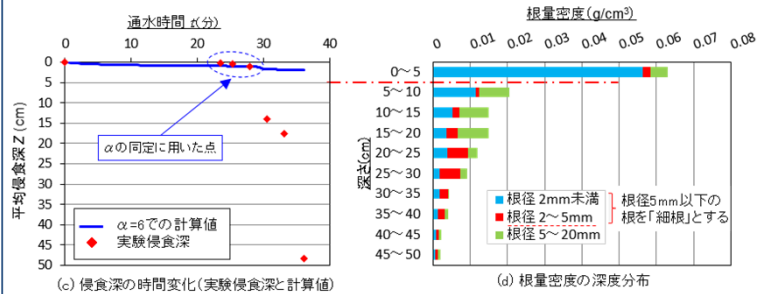 通水時間 t(分)
0 10 20 30 40
0
5
10
15
20
25
30
35
40
45
50
平均侵食深 Z (cm)
αの同定に用いた点
α=6での計算値
実験侵食深
(c) 侵食深の時間変化(実験侵食深と計算値)
根量密度(g/cm³)
0 0.01 0.02 0.03 0.04 0.05 0.06 0.07 0.08
深さ(cm)
0～5
5～10
10～15
15～20
20～25
25～30
30～35
35～40
40～45
45～50
根径 2mm未満
根径 2～5mm
根径 5～20mm
根径5mm以下の
根を「細根」とする
(d) 根量密度の深度分布